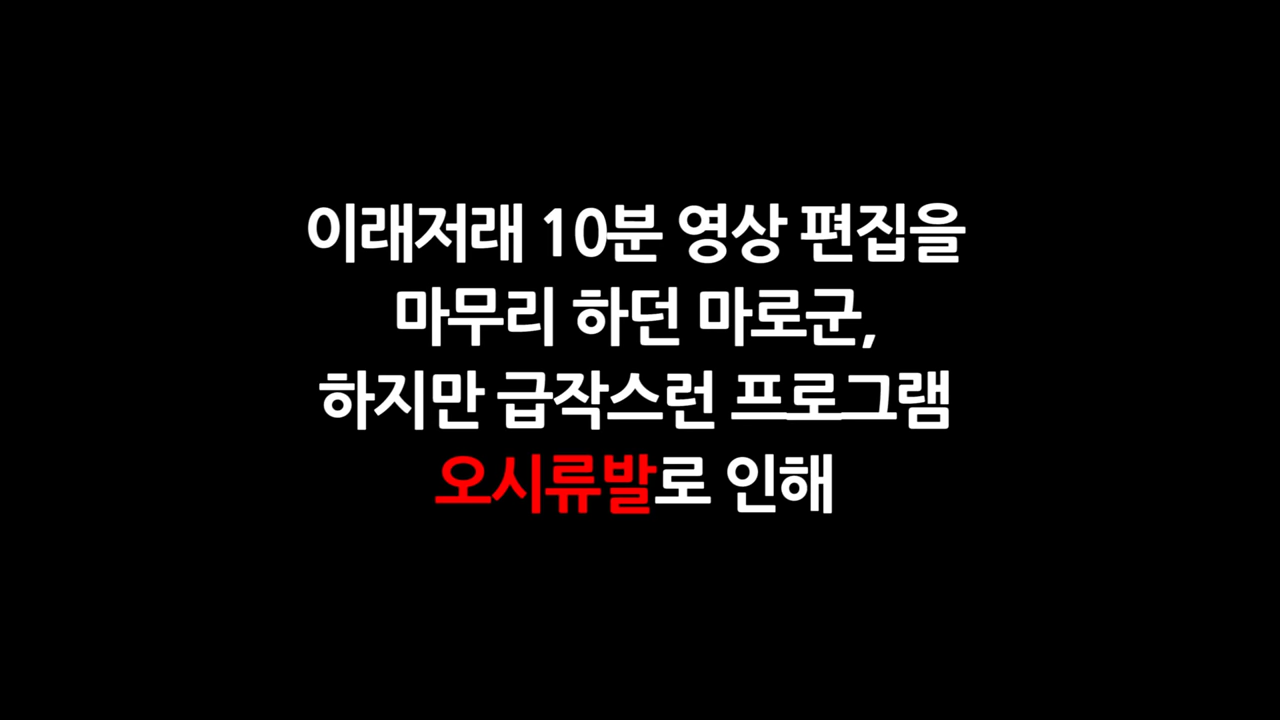 이래저래 10분 영상 편집을
마무리 하던 마로군,
하지만 급작스런 프로그램
오시류발로 인해